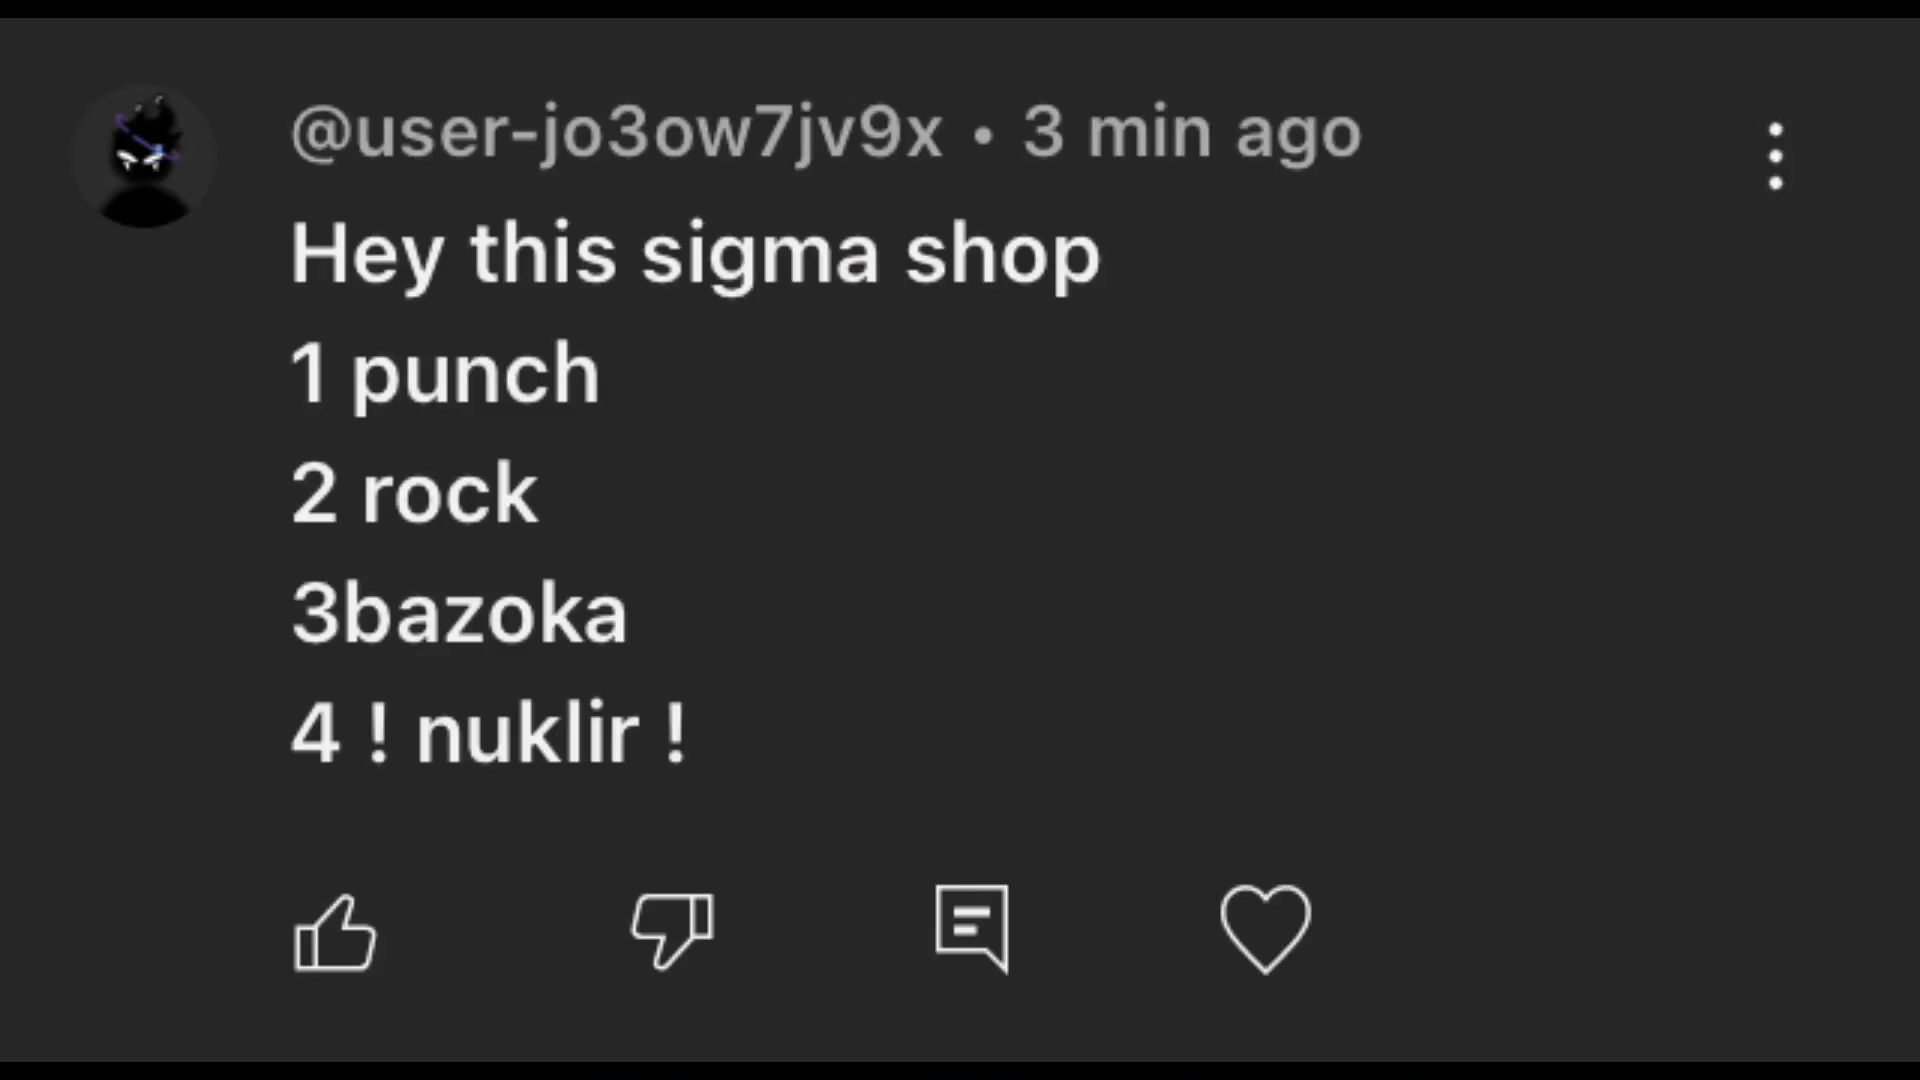 @user-jo3ow7jv9x • 3 min ago
Hey this sigma shop
1 punch
2 rock
3bazoka
4 ! nuklir !